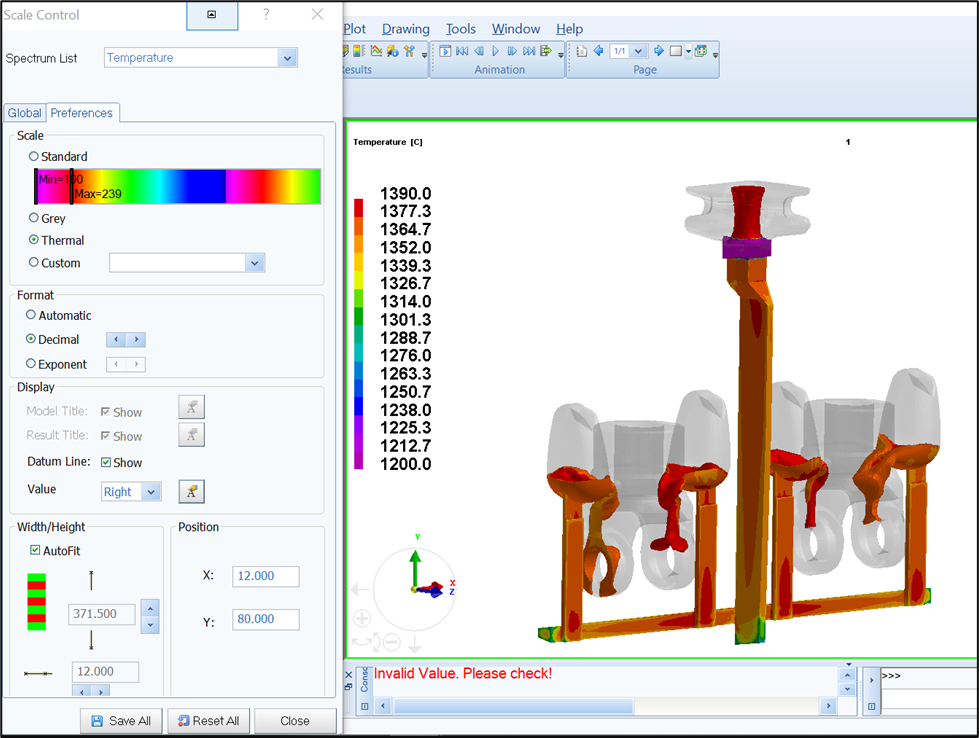 Scale Control
?
Spectrum List
Temperature
Global
Preferences
Scale
Standard
Min=190
Max=239
Grey
Thermal
Custom
Format
Automatic
Decimal
Exponent
Display
Model Title:
Show
Result Title:
Show
Datum Line:
Show
Value
Right
Width/Height
AutoFit
371.500
12.000
Position
X:
12.000
Y:
80.000
Save All
Reset All
Close
Plot
Drawing
Tools
Window
Help
1/1
esults
Animation
Page
Temperature [C]
1
1390.0
1377.3
1364.7
1352.0
1339.3
1326.7
1314.0
1301.3
1288.7
1276.0
1263.3
1250.7
1238.0
1225.3
1212.7
1200.0
Y
X
Z
Consc
Invalid Value. Please check!
>>>